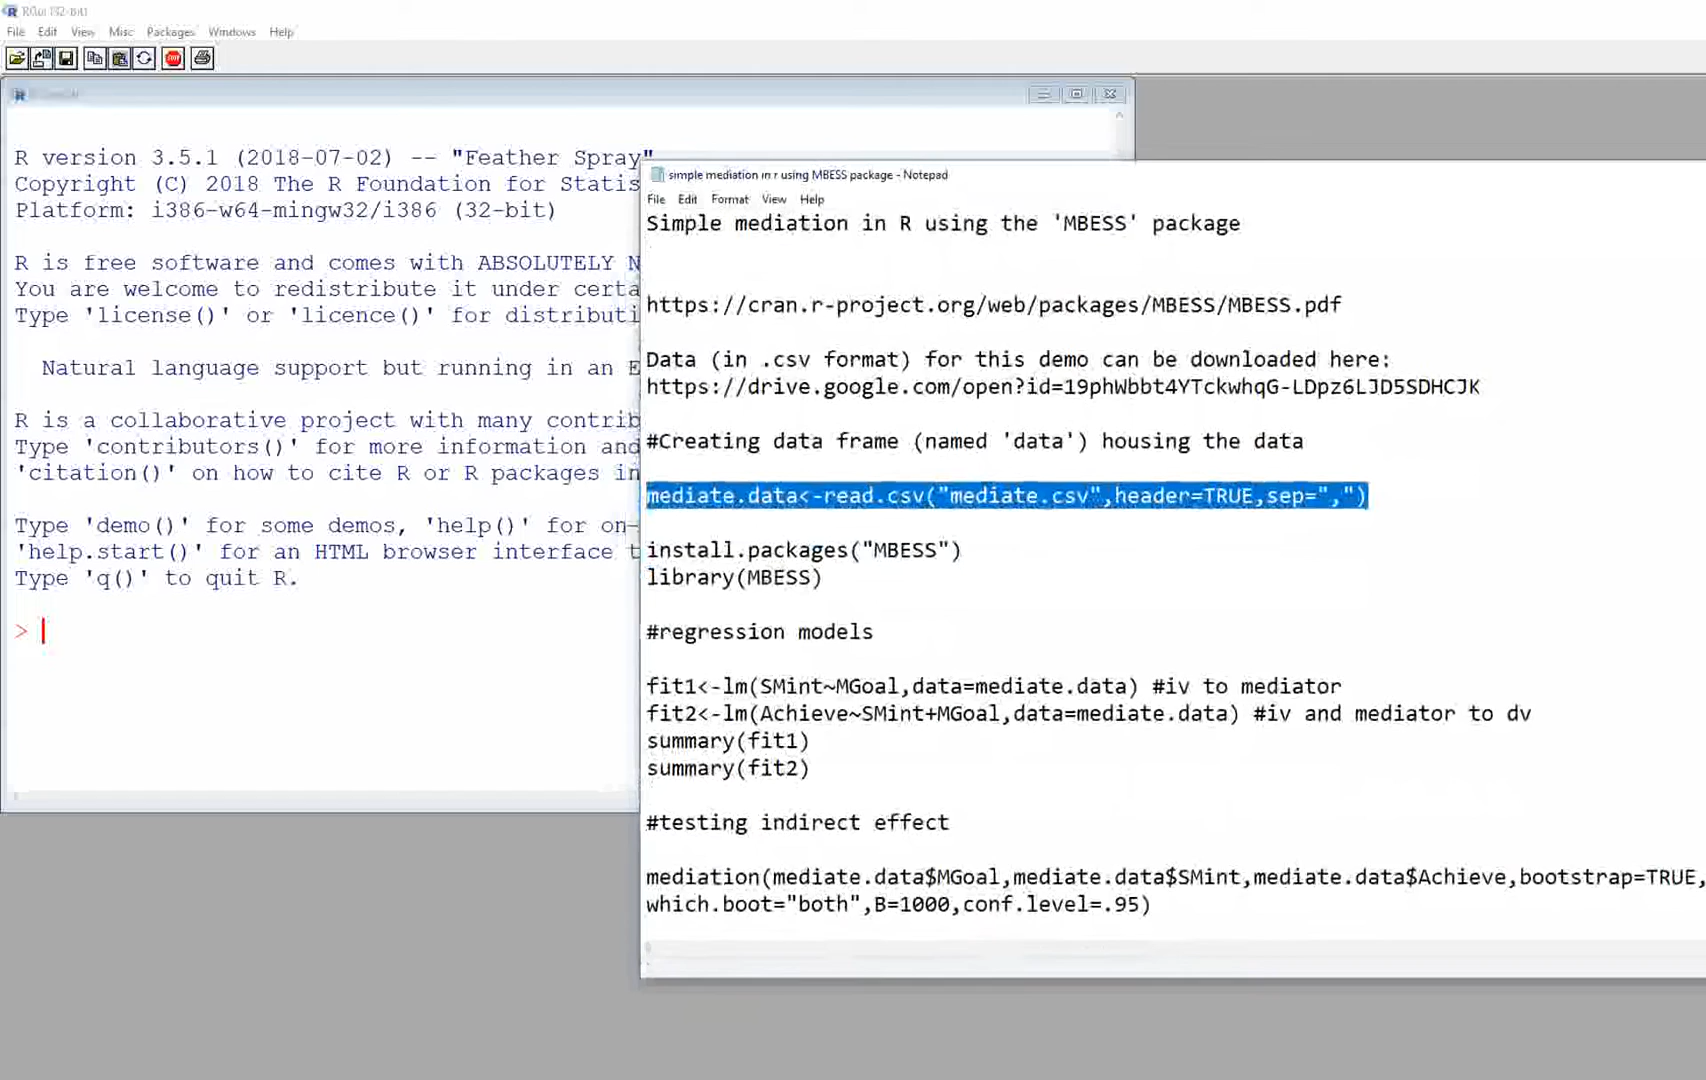 RGui (32-bit)
File Edit View Misc Packages Windows Help
R version 3.5.1 (2018-07-02) -- "Feather Spray"
Copyright (C) 2018 The R Foundation for Statis
Platform: i386-w64-mingw32/i386 (32-bit)
R is free software and comes with ABSOLUTELY N
You are welcome to redistribute it under certa
Type 'license()' or 'licence()' for distributi
Natural language support but running in an E
R is a collaborative project with many contrib
Type 'contributors()' for more information and
'citation()' on how to cite R or R packages in
Type 'demo()' for some demos, 'help()' for on-
'help.start()' for an HTML browser interface t
Type 'q()' to quit R.
>
simple mediation in r using MBESS package - Notepad
File Edit Format View Help
Simple mediation in R using the 'MBESS' package
https://cran.r-project.org/web/packages/MBESS/MBESS.pdf
Data (in .csv format) for this demo can be downloaded here:
https://drive.google.com/open?id=19phWbbt4YTckwhqG-LDpz6LJD5SDHCJK
#Creating data frame (named 'data') housing the data
mediate.data<-read.csv("mediate.csv",header=TRUE,sep=",")
install.packages("MBESS")
library(MBESS)
#regression models
fit1<-lm(SMint~MGoal,data=mediate.data) #iv to mediator
fit2<-lm(Achieve~SMint+MGoal,data=mediate.data) #iv and mediator to dv
summary(fit1)
summary(fit2)
#testing indirect effect
mediation(mediate.data$MGoal,mediate.data$SMint,mediate.data$Achieve,bootstrap=TRUE,
which.boot="both",B=1000,conf.level=.95)